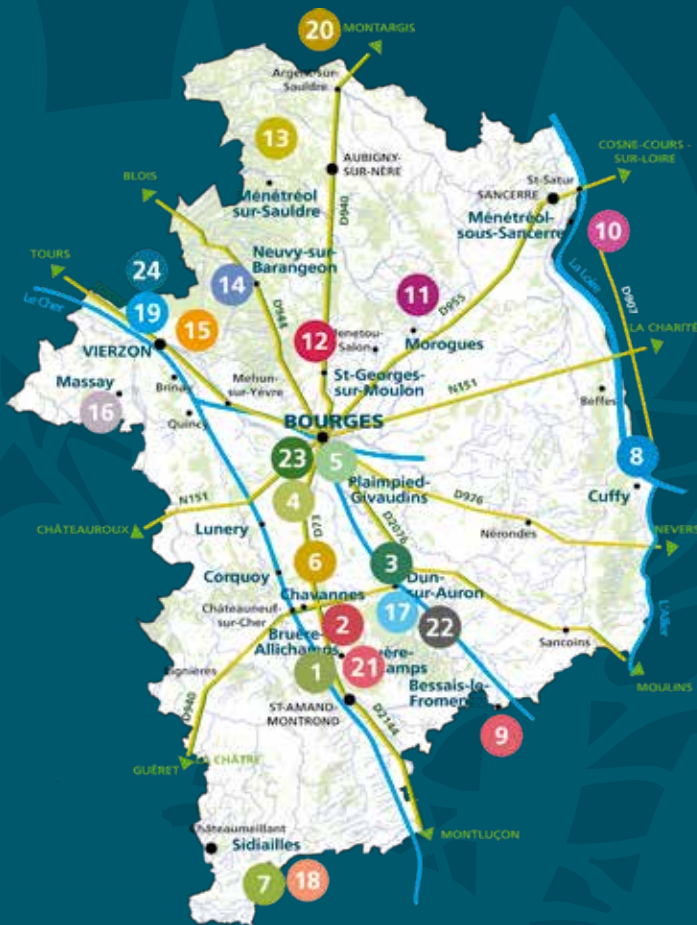 20
MONTARGIS
Argent-sur-
Sauldre
13
AUBIGNY-
SUR-NÈRE
D940
COSNE-COURS -
SUR-LOIRE
St-Satur
SANCERRE
BLOIS
Ménétréol
sur-Sauldre
Ménétréol-
sous-Sancerre
10
TOURS
24
Neuvy-sur-
Barangeon
14
La Loire
D907
Le Cher
19
15
D944
11
D955
12
Salon
Morogues
LA CHARITÉ
VIERZON
St-Georges-
sur-Moulon
Massay
Brinay
Mehun-
sur-Yèvre
N151
Beffes
16
Quincy
BOURGES
23
5
8
Plaimpied-
Givaudins
Cuffy
4
N151
D976
CHÂTEAUROUX
Lunery
D73
D2076
Nérondes
NEVERS
6
3
Corquoy
Dun-
sur-Auron
Chavannes
Châteauneuf-
sur-Cher
17
22
L'Allier
2
Bruère-
Allichamps
Sancoins
21
1
Bessais-le-
Fromental
MOULINS
D940
ST-AMAND-
MONTROND
D2144
9
GUÉRET
LA CHÂTRE
Châteaumeillant
MONTLUÇON
Sidiailles
7
18